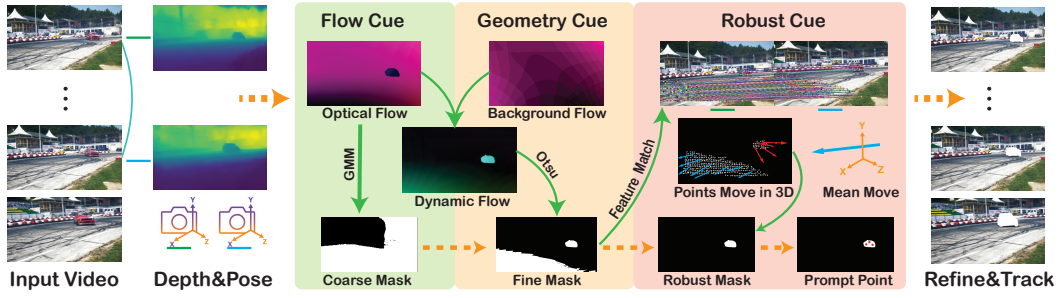 Flow Cue
Geometry Cue
Robust Cue
Optical Flow
Background Flow
GMM
Otsu
Feature Match
Dynamic Flow
Points Move in 3D
Mean Move
Y
X
Z
Y
X
Z
Y
X
Z
Coarse Mask
Fine Mask
Robust Mask
Prompt Point
Input Video
Depth&Pose
Refine&Track